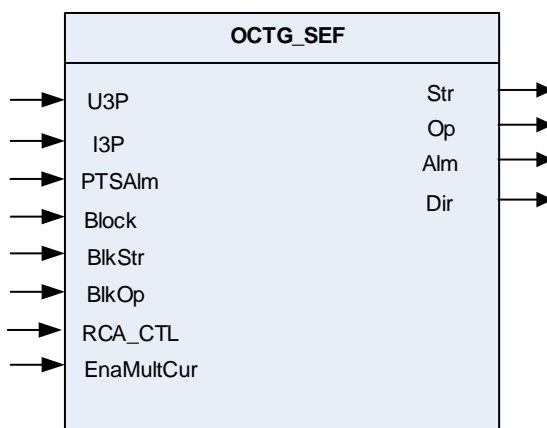 OCTG_SEF
U3P
I3P
PTSAlm
Block
BlkStr
BlkOp
RCA_CTL
EnaMultCur
Str
Op
Alm
Dir